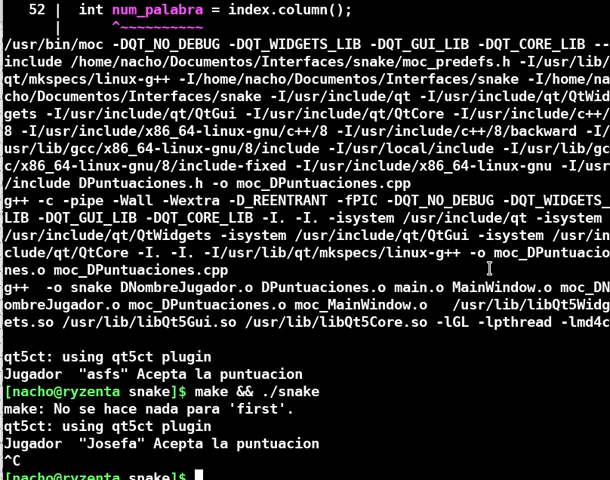 52 |  int num_palabra = index.column();
|      ^~~~~~~~~~~
/usr/bin/moc -DQT_NO_DEBUG -DQT_WIDGETS_LIB -DQT_GUI_LIB -DQT_CORE_LIB --
include /home/nacho/Documentos/Interfaces/snake/moc_predefs.h -I/usr/lib/
qt/mkspecs/linux-g++ -I/home/nacho/Documentos/Interfaces/snake -I/home/na
cho/Documentos/Interfaces/snake -I/usr/include/qt -I/usr/include/qt/QtWid
gets -I/usr/include/qt/QtGui -I/usr/include/qt/QtCore -I/usr/include/c++/
8 -I/usr/include/x86_64-linux-gnu/c++/8 -I/usr/include/c++/8/backward -I/
usr/lib/gcc/x86_64-linux-gnu/8/include -I/usr/local/include -I/usr/lib/gc
c/x86_64-linux-gnu/8/include-fixed -I/usr/include/x86_64-linux-gnu -I/usr
/include DPuntuaciones.h -o moc_DPuntuaciones.cpp
g++ -c -pipe -Wall -Wextra -D_REENTRANT -fPIC -DQT_NO_DEBUG -DQT_WIDGETS_
LIB -DQT_GUI_LIB -DQT_CORE_LIB -I. -I. -isystem /usr/include/qt -isystem
/usr/include/qt/QtWidgets -isystem /usr/include/qt/QtGui -isystem /usr/in
clude/qt/QtCore -I. -I. -I/usr/lib/qt/mkspecs/linux-g++ -o moc_DPuntuacio
nes.o moc_DPuntuaciones.cpp
g++  -o snake DNombreJugador.o DPuntuaciones.o main.o MainWindow.o moc_DN
ombreJugador.o moc_DPuntuaciones.o moc_MainWindow.o   /usr/lib/libQt5Widg
ets.so /usr/lib/libQt5Gui.so /usr/lib/libQt5Core.so -lGL -lpthread -lmd4c
qt5ct: using qt5ct plugin
Jugador  "asfs" Acepta la puntuacion
[nacho@ryzenta snake]$ make && ./snake
make: No se hace nada para 'first'.
qt5ct: using qt5ct plugin
Jugador  "Josefa" Acepta la puntuacion
^C
[nacho@ryzenta snake]$